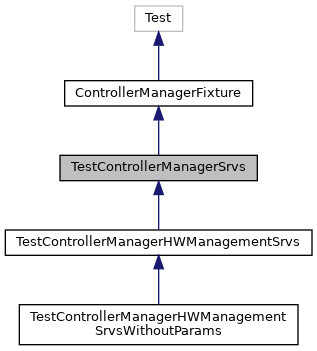 Test
ControllerManagerFixture
TestControllerManagerSrvs
TestControllerManagerHWManagementSrvs
TestControllerManagerHWManagement
SrvsWithoutParams